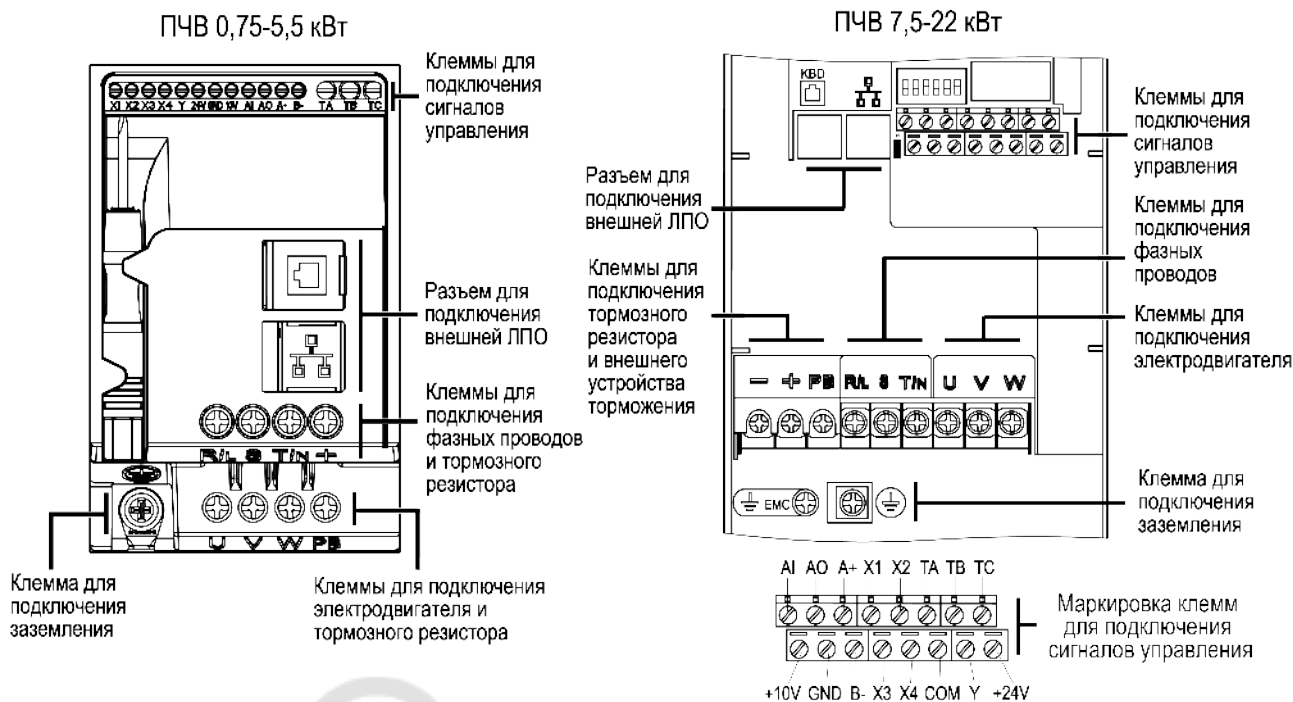 ПЧВ 0,75-5,5 кВт
Клеммы для
подключения
сигналов
управления
X1 X2 X3 X4 Y 24V GND 10V AI AO A+ B- TA TB TC
Разъем для
подключения
внешней ЛПО
Клеммы для
подключения
фазных проводов
и тормозного
резистора
R/L S T/N +
U V W PB
Клемма для
подключения
заземления
Клеммы для подключения
электродвигателя и
тормозного резистора
ПЧВ 7,5-22 кВт
KBD
Клеммы для
подключения
сигналов
управления
Разъем для
подключения
внешней ЛПО
Клеммы для
подключения
фазных
проводов
Клеммы для
подключения
тормозного
резистора
и внешнего
устройства
торможения
Клеммы для
подключения
электродвигателя
- + PB R/L S T/N U V W
EMC
Клемма для
подключения
заземления
AI AO A+ X1 X2 TA TB TC
Маркировка клемм
для подключения
сигналов управления
+10V GND B- X3 X4 COM Y +24V